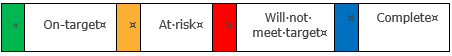 ¤ On-target¤ ¤ At·risk¤ ¤ Will·not· ¤ Complete¤
meet·target¤